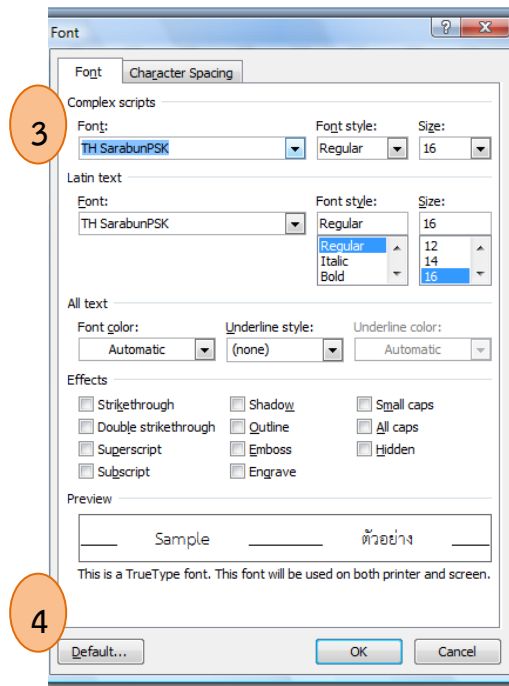 Font
Font Character Spacing
Complex scripts
3
Font: Font style: Size:
TH SarabunPSK Regular 16
Latin text
Font: Font style: Size:
TH SarabunPSK Regular 16
Regular 12
Italic 14
Bold 16
All text
Font color: Underline style: Underline color:
Automatic (none) Automatic
Effects
Strikethrough Shadow Small caps
Double strikethrough Outline All caps
Superscript Emboss Hidden
Subscript Engrave
Preview
Sample ตัวอย่าง
This is a TrueType font. This font will be used on both printer and screen.
4
Default... OK Cancel